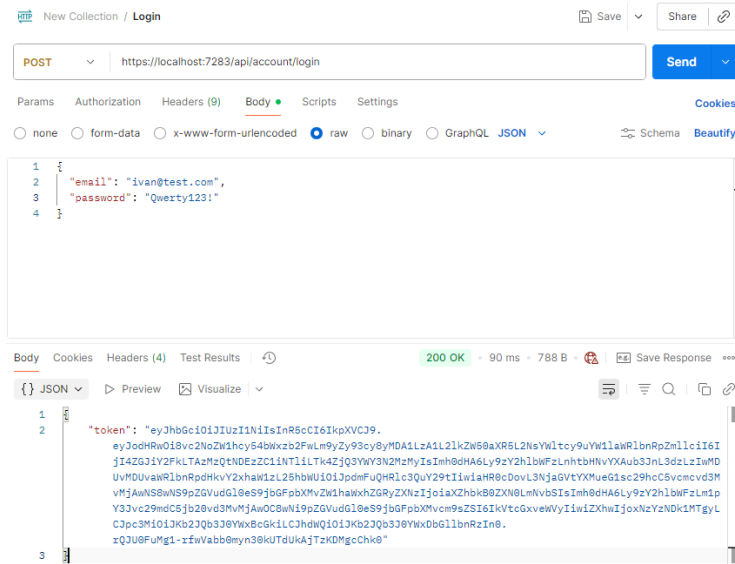 HTTP New Collection / Login Save Share
POST https://localhost:7283/api/account/login Send
Params Authorization Headers (9) Body Scripts Settings Cookies
none form-data x-www-form-urlencoded raw binary GraphQL JSON Schema Beautify
1 {
2 "email": "ivan@test.com",
3 "password": "Qwerty123!"
4 }
Body Cookies Headers (4) Test Results 200 OK 90 ms 788 B e.g. Save Response
{} JSON Preview Visualize
1 {
2 "token": "eyJhbGciOiJIUzI1NiIsInR5cCI6IkpXVCJ9.
eyJodHRwOi8vc2NoZW1hcy54bWxzb2FwLm9yZy93cy8yMDA1LzA1L2lkZW50aXR5L2NsYWltcy9uYW1laWRlbnRpZmllciI6I
jI4ZGJiY2FkLTAzMzQtNDEzZC1iNTliLTk4ZjQ3YWY3N2MzMyIsImh0dHA6Ly9zY2hlbWFzLnhtbHNvYXAub3JnL3dzLzIwMD
UvMDUvaWRlbnRpdHkvY2xhaW1zL25hbWUiOiJpdmFuQHRlc3QuY29tIiwiaHR0cDovL3NjaGVtYXMueG1sc29hcC5vcmcvd3M
vMjAwNS8wNS9pZGVudGl0eS9jbGFpbXMvZW1haWxhZGRyZXNzIjoiaXZhbkB0ZXN0LmNvbSIsImh0dHA6Ly9zY2hlbWFzLm1p
Y3Jvc29mdC5jb20vd3MvMjAwOC8wNi9pZGVudGl0eS9jbGFpbXMvcm9sZSI6IkVtcGxveWVyIiwiZXhwIjoxNzYzNDk1MTgyL
CJpc3MiOiJKb2JQb3J0YWxBcGkiLCJhdWQiOiJKb2JQb3J0YWxDbGllbnRzIn0.
rQJU0FuMg1-rfwVabb0myn30kUTdUkAjTzKDMgcChk0"
3 }